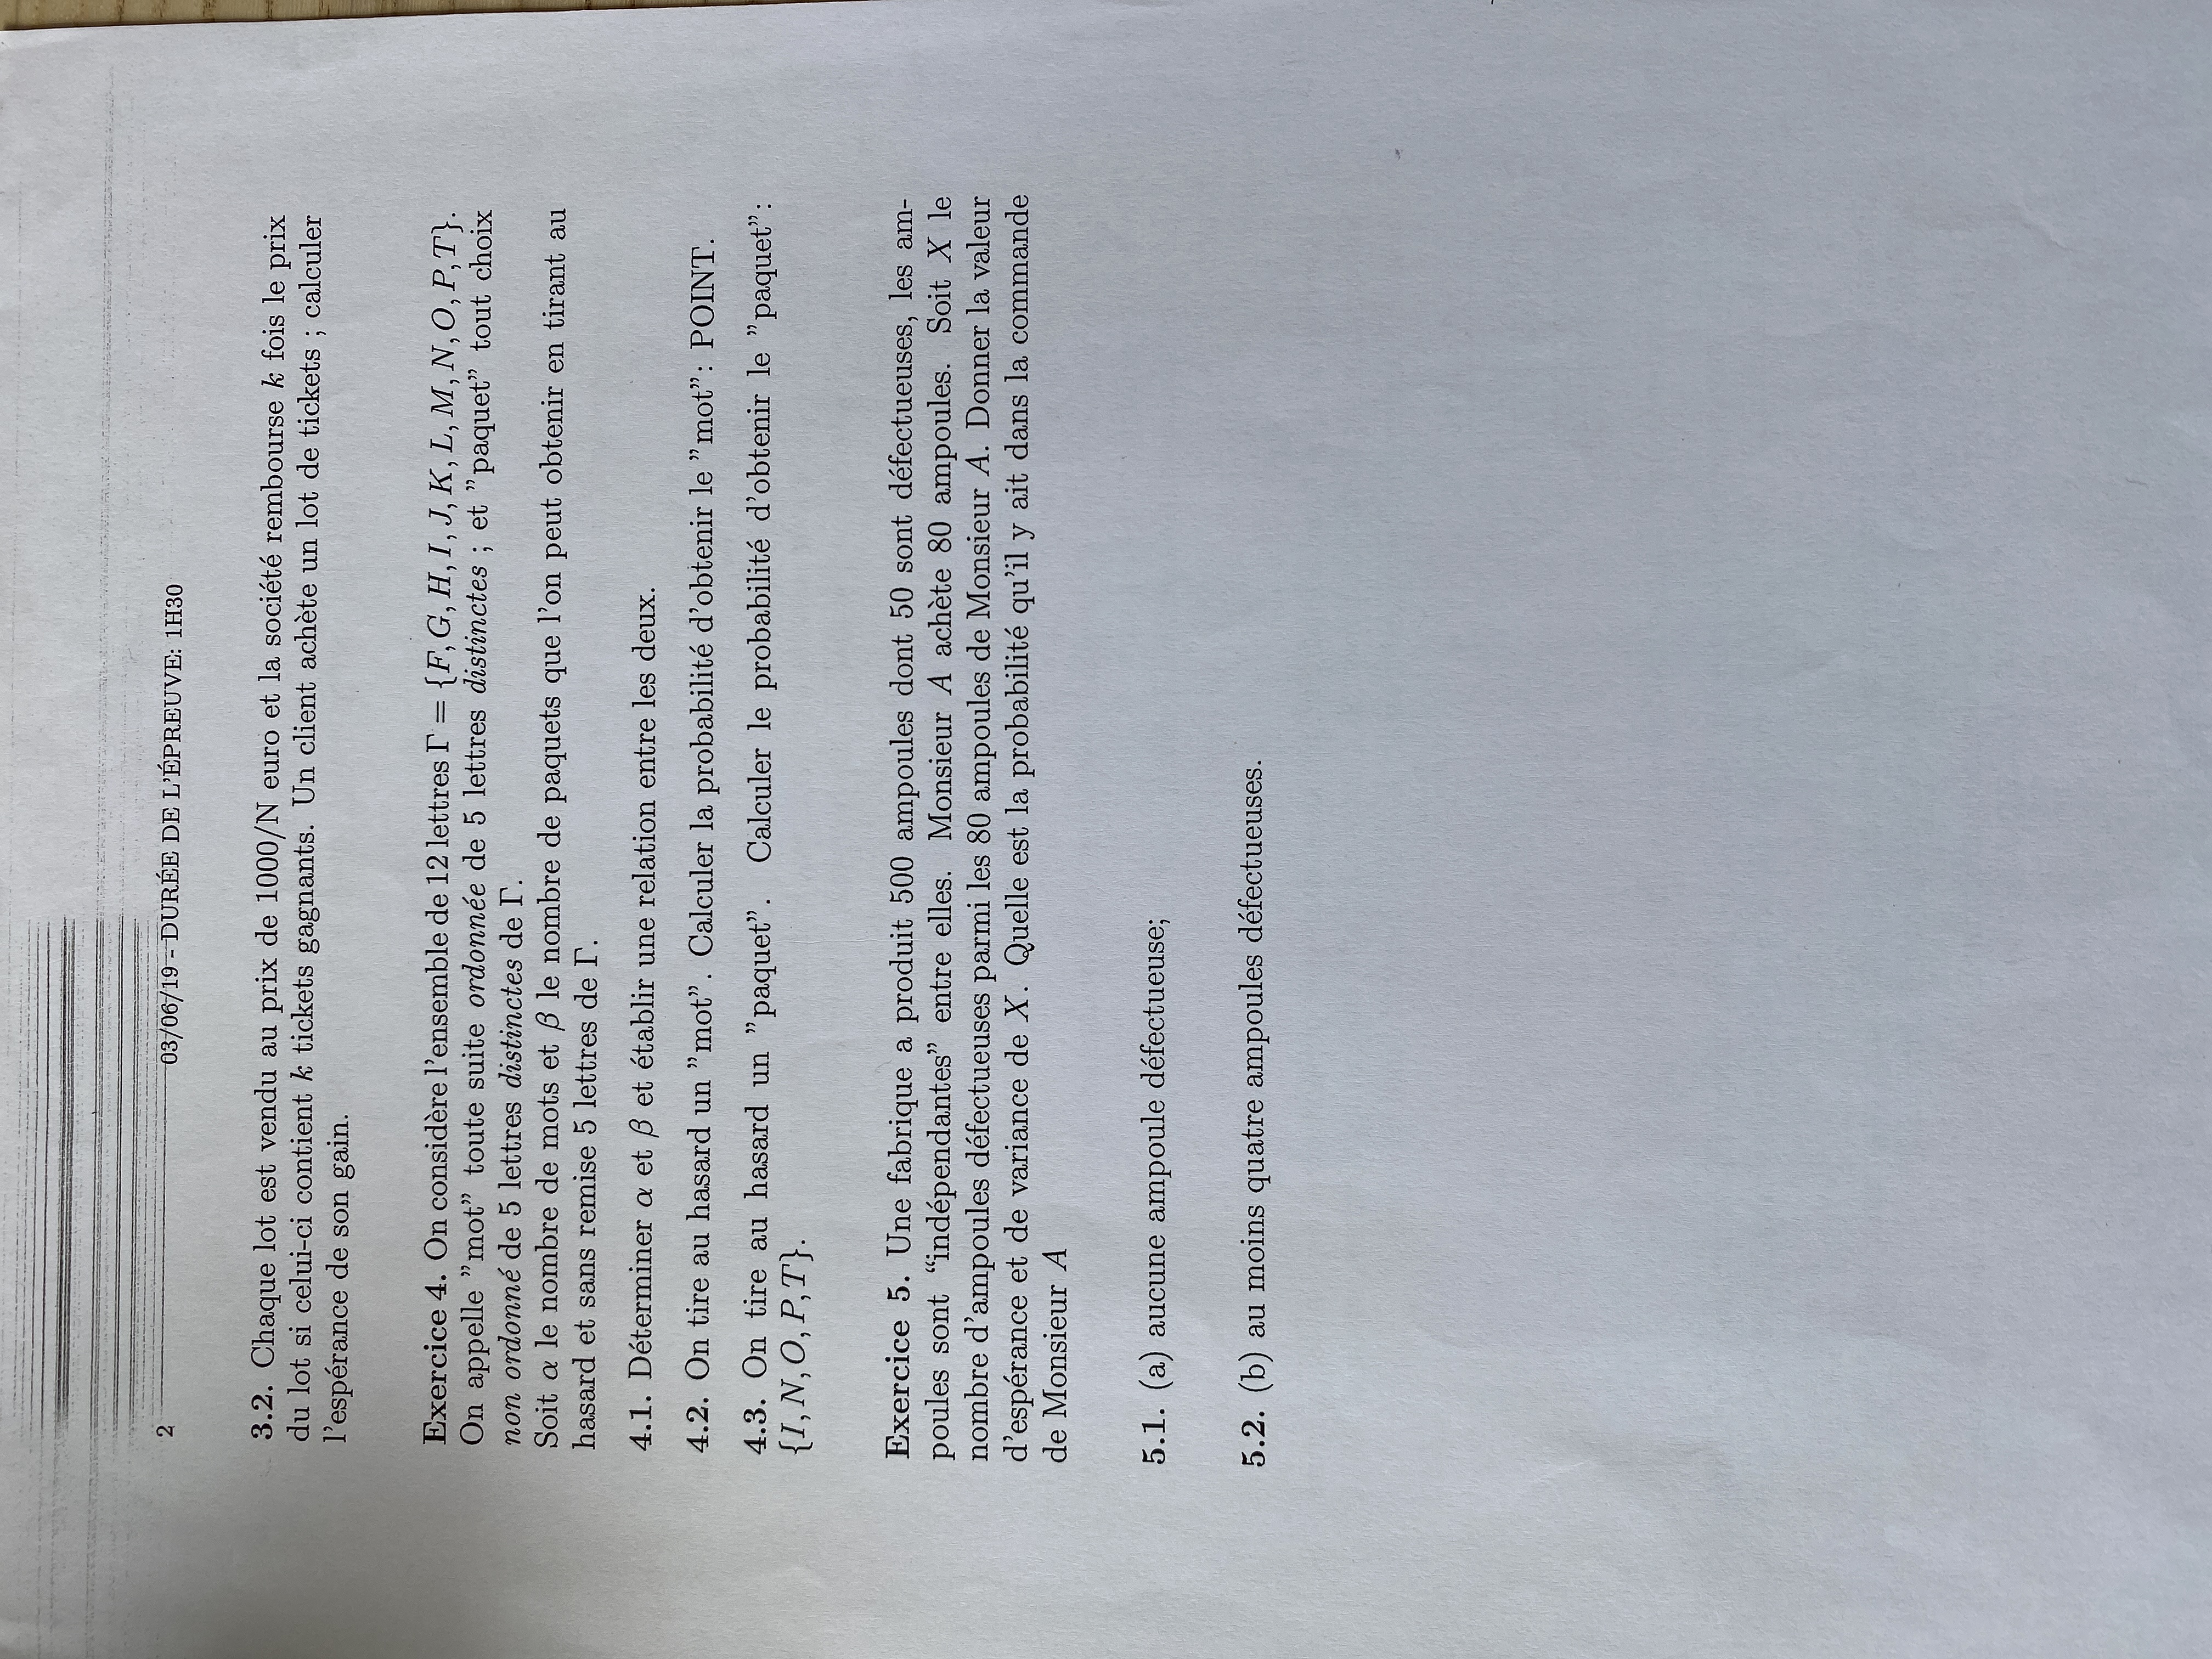 2
03/06/19 - DURÉE DE L'ÉPREUVE: 1H30
3.2. Chaque lot est vendu au prix de 1000/N euro et la société rembourse k fois le prix
du lot si celui-ci contient k tickets gagnants. Un client achète un lot de tickets ; calculer
l'espérance de son gain.
Exercice 4. On considère l'ensemble de 12 lettres Γ = {F, G, H, I, J, K, L, M, N, O, P, T}.
On appelle "mot" toute suite ordonnée de 5 lettres distinctes ; et "paquet" tout choix
non ordonné de 5 lettres distinctes de Γ.
Soit α le nombre de mots et β le nombre de paquets que l'on peut obtenir en tirant au
hasard et sans remise 5 lettres de Γ.
4.1. Déterminer α et β et établir une relation entre les deux.
4.2. On tire au hasard un "mot". Calculer la probabilité d'obtenir le "mot": POINT.
4.3. On tire au hasard un "paquet". Calculer le probabilité d'obtenir le "paquet":
{I, N, O, P, T}.
Exercice 5. Une fabrique a produit 500 ampoules dont 50 sont défectueuses, les am-
poules sont “indépendantes” entre elles. Monsieur A achète 80 ampoules. Soit X le
nombre d'ampoules défectueuses parmi les 80 ampoules de Monsieur A. Donner la valeur
d'espérance et de variance de X. Quelle est la probabilité qu'il y ait dans la commande
de Monsieur A
5.1. (a) aucune ampoule défectueuse;
5.2. (b) au moins quatre ampoules défectueuses.